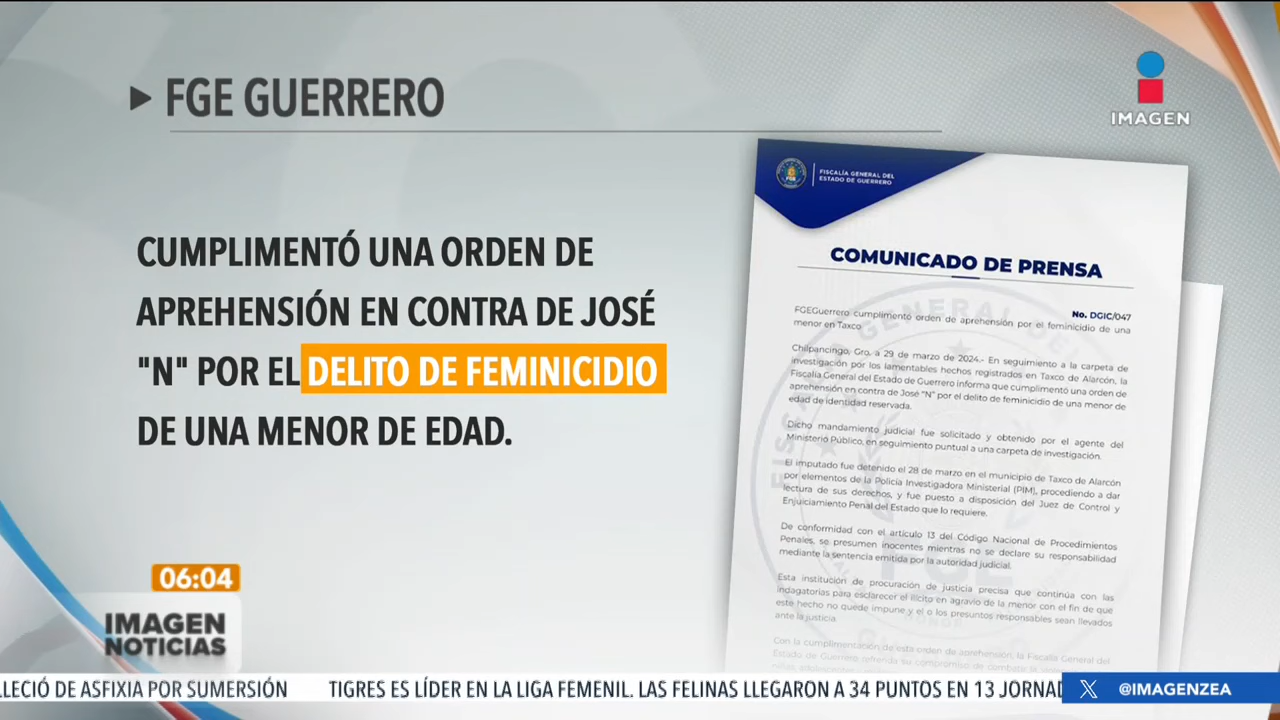 FGE GUERRERO
IMAGEN
CUMPLIMENTÓ UNA ORDEN DE
APREHENSIÓN EN CONTRA DE JOSÉ
"N" POR EL DELITO DE FEMINICIDIO
DE UNA MENOR DE EDAD.
FISCALÍA GENERAL DEL
ESTADO DE GUERRERO
COMUNICADO DE PRENSA
No. DGIC/047
FGEGuerrero cumplimentó orden de aprehensión por el feminicidio de una
menor en Taxco
Chilpancingo, Gro, a 29 de marzo de 2024.- En seguimiento a la carpeta de
investigación por los lamentables hechos registrados en Taxco de Alarcón, la
Fiscalía General del Estado de Guerrero informa que cumplimentó una orden de
aprehensión en contra de José "N" por el delito de feminicidio de una menor de
edad de identidad reservada.
Dicho mandamiento judicial fue solicitado y obtenido por el agente del
Ministerio Público, en seguimiento puntual a una carpeta de investigación.
El imputado fue detenido el 28 de marzo en el municipio de Taxco de Alarcón
por elementos de la Policía Investigadora Ministerial (PIM), procediendo a dar
lectura de sus derechos, y fue puesto a disposición del Juez de Control y
Enjuiciamiento Penal del Estado que lo requiere.
De conformidad con el artículo 13 del Código Nacional de Procedimientos
Penales, se presumen inocentes mientras no se declare su responsabilidad
mediante la sentencia emitida por la autoridad judicial.
Esta institución de procuración de justicia precisa que continúa con las
indagatorias para esclarecer el ilícito en agravio de la menor con el fin de que
este hecho no quede impune y el o los presuntos responsables sean llevados
ante la justicia.
Con la cumplimentación de esta orden de aprehensión, la Fiscalía General del
Estado de Guerrero refrenda su compromiso de combatir la
06:04
IMAGEN
NOTICIAS
LLECIÓ DE ASFIXIA POR SUMERSIÓN TIGRES ES LÍDER EN LA LIGA FEMENIL. LAS FELINAS LLEGARON A 34 PUNTOS EN 13 JORNAD
@IMAGENZEA